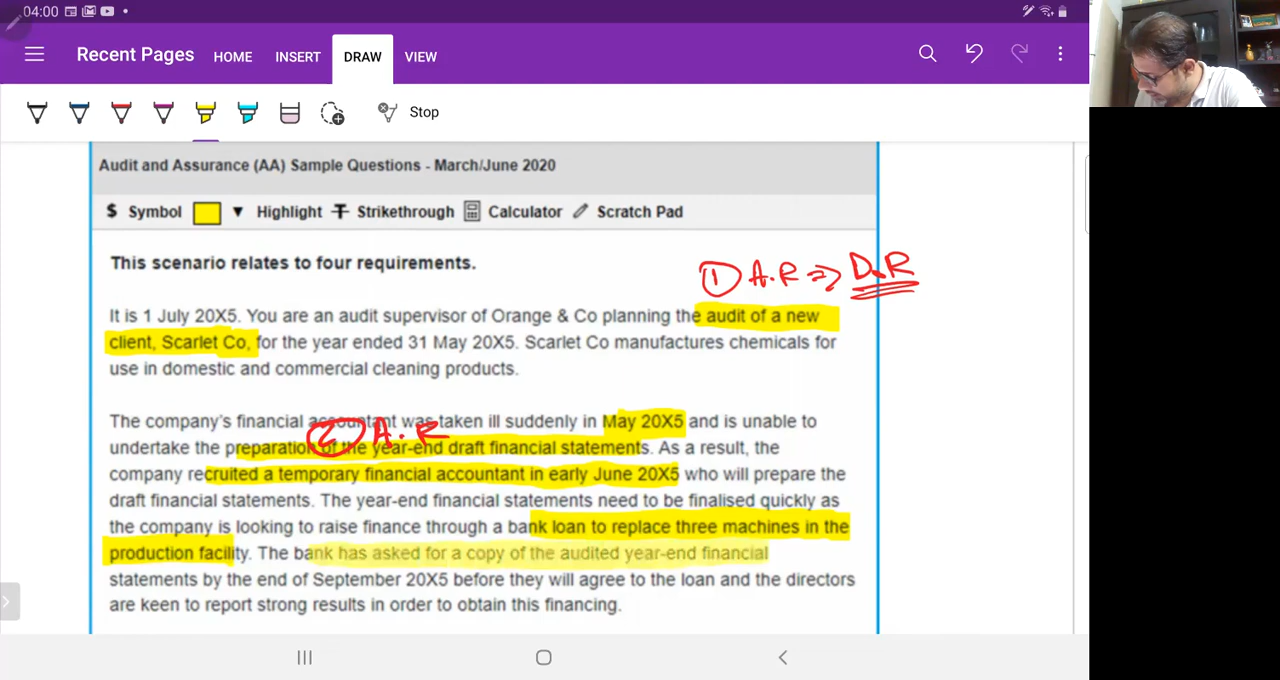 04:00
Recent Pages HOME INSERT DRAW VIEW
Stop
Audit and Assurance (AA) Sample Questions - March/June 2020
$ Symbol Highlight Strikethrough Calculator Scratch Pad
This scenario relates to four requirements.
① A.R ⇒ D.R
It is 1 July 20X5. You are an audit supervisor of Orange & Co planning the audit of a new
client, Scarlet Co, for the year ended 31 May 20X5. Scarlet Co manufactures chemicals for
use in domestic and commercial cleaning products.
The company's financial accountant was taken ill suddenly in May 20X5 and is unable to
② A.R
undertake the preparation of the year-end draft financial statements. As a result, the
company recruited a temporary financial accountant in early June 20X5 who will prepare the
draft financial statements. The year-end financial statements need to be finalised quickly as
the company is looking to raise finance through a bank loan to replace three machines in the
production facility. The bank has asked for a copy of the audited year-end financial
statements by the end of September 20X5 before they will agree to the loan and the directors
are keen to report strong results in order to obtain this financing.